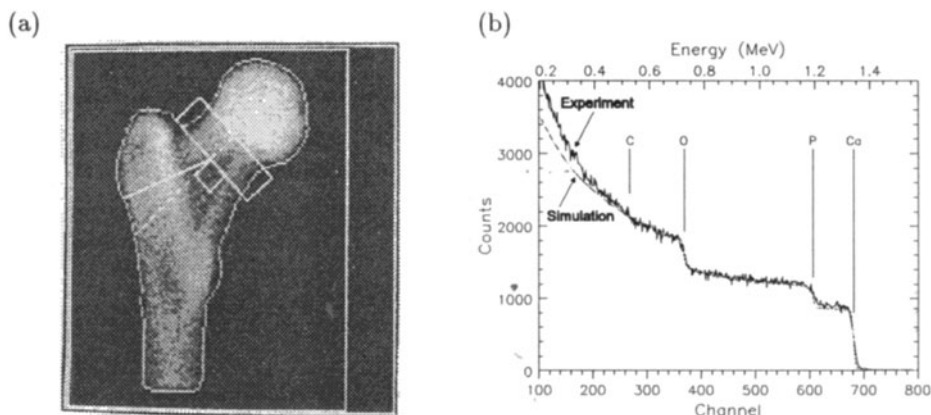 (a)
(b)
Energy (MeV)
0.2 0.4 0.6 0.8 1.0 1.2 1.4
4000
3000
2000
1000
0
Counts
Experiment
Simulation
C O P Ca
100 200 300 400 500 600 700 800
Channel